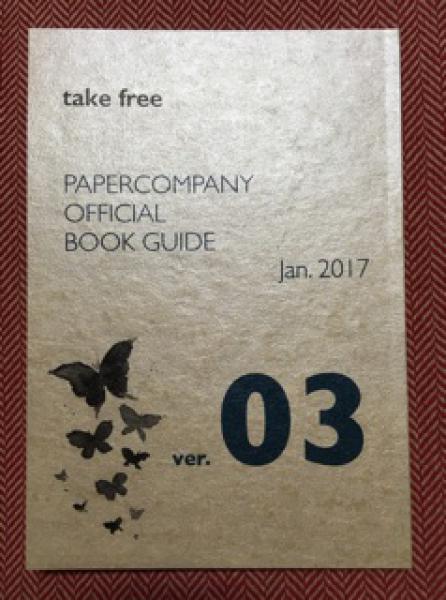 take free
PAPERCOMPANY
OFFICIAL
BOOK GUIDE
Jan. 2017
ver. 03